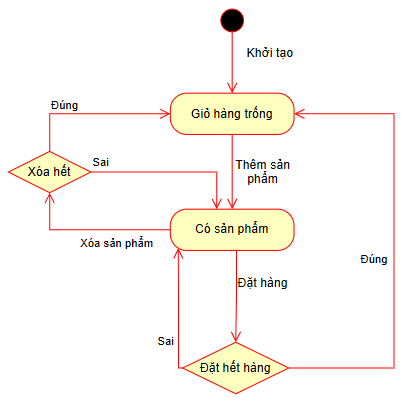 Khởi tạo
Giỏ hàng trống
Đúng
Thêm sản
phẩm
Xóa hết
Sai
Có sản phẩm
Xóa sản phẩm
Đặt hàng
Đúng
Sai
Đặt hết hàng